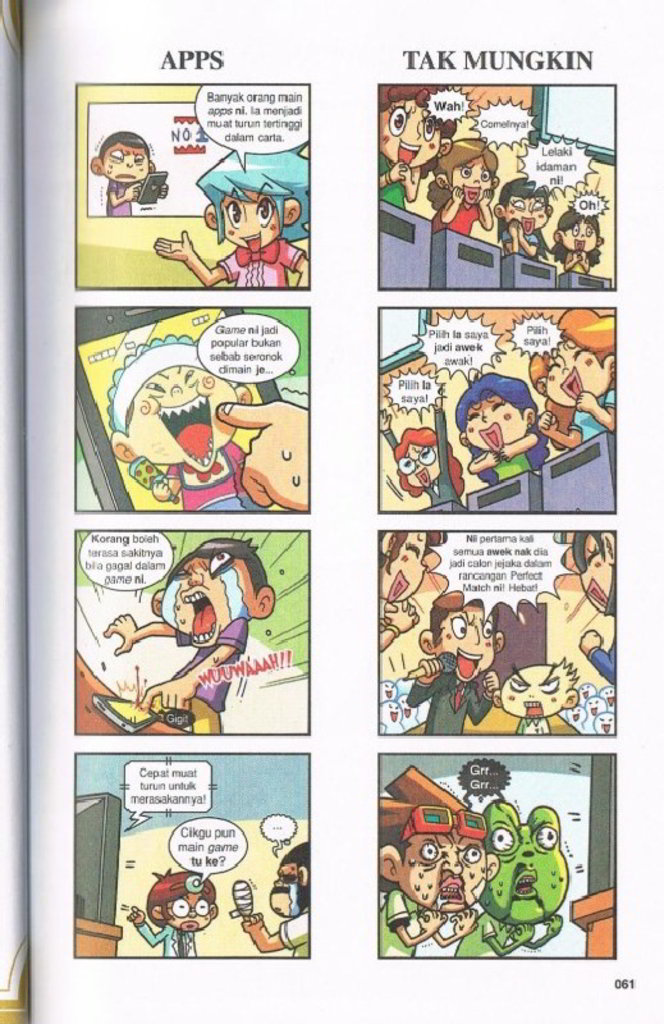 APPS
Banyak orang main
apps ni. Ia menjadi
muat turun tertinggi
dalam carta.
NO 1
Game ni jadi
popular bukan
sebab seronok
dimain je...
Korang boleh
terasa sakitnya
bila gagal dalam
game ni.
WUUWAAAH!!!
Gigit
Cepat muat
turun untuk
merasakannya!
Cikgu pun
main game
tu ke?
...
TAK MUNGKIN
Wah!
Comelnya!
Lelaki
idaman
ni!
Oh!
Pilih la saya
jadi awek
awak!
Pilih
saya!
Pilih la
saya!
Ni pertama kali
semua awek nak dia
jadi calon jejaka dalam
rancangan Perfect
Match ni! Hebat!
Grr...
Grr...
061